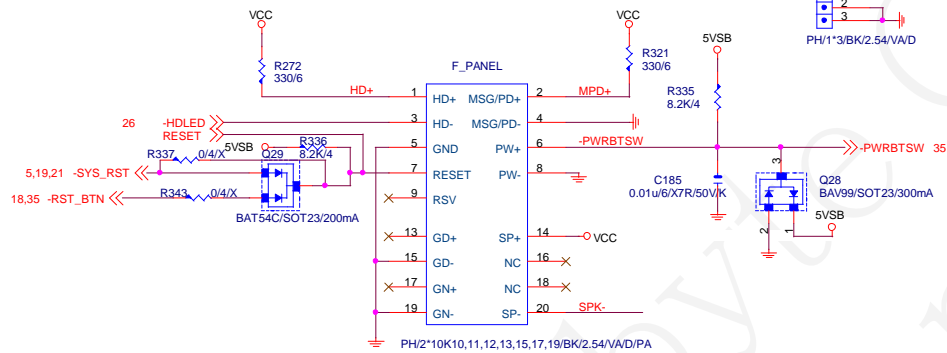 2
3
PH/1*3/BK/2.54/VA/D
VCC
VCC
5VSB
R272
330/6
F_PANEL
R321
330/6
R335
8.2K/4
HD+
1
HD+
MSG/PD+
2
MPD+
26
-HDLED
3
HD-
MSG/PD-
4
RESET
5VSB
R336
8.2K/4
5
GND
PW+
6
-PWRBTSW
-PWRBTSW
35
R337
0/4/X
Q29
5,19,21
-SYS_RST
7
RESET
PW-
8
18,35
-RST_BTN
R343
0/4/X
BAT54C/SOT23/200mA
9
RSV
C185
0.01u/6/X7R/50V/K
3
Q28
BAV99/SOT23/300mA
5VSB
2
1
13
GD+
SP+
14
VCC
15
GD-
NC
16
17
GN+
NC
18
19
GN-
SP-
20
SPK-
PH/2*10K10,11,12,13,15,17,19/BK/2.54/VA/D/PA